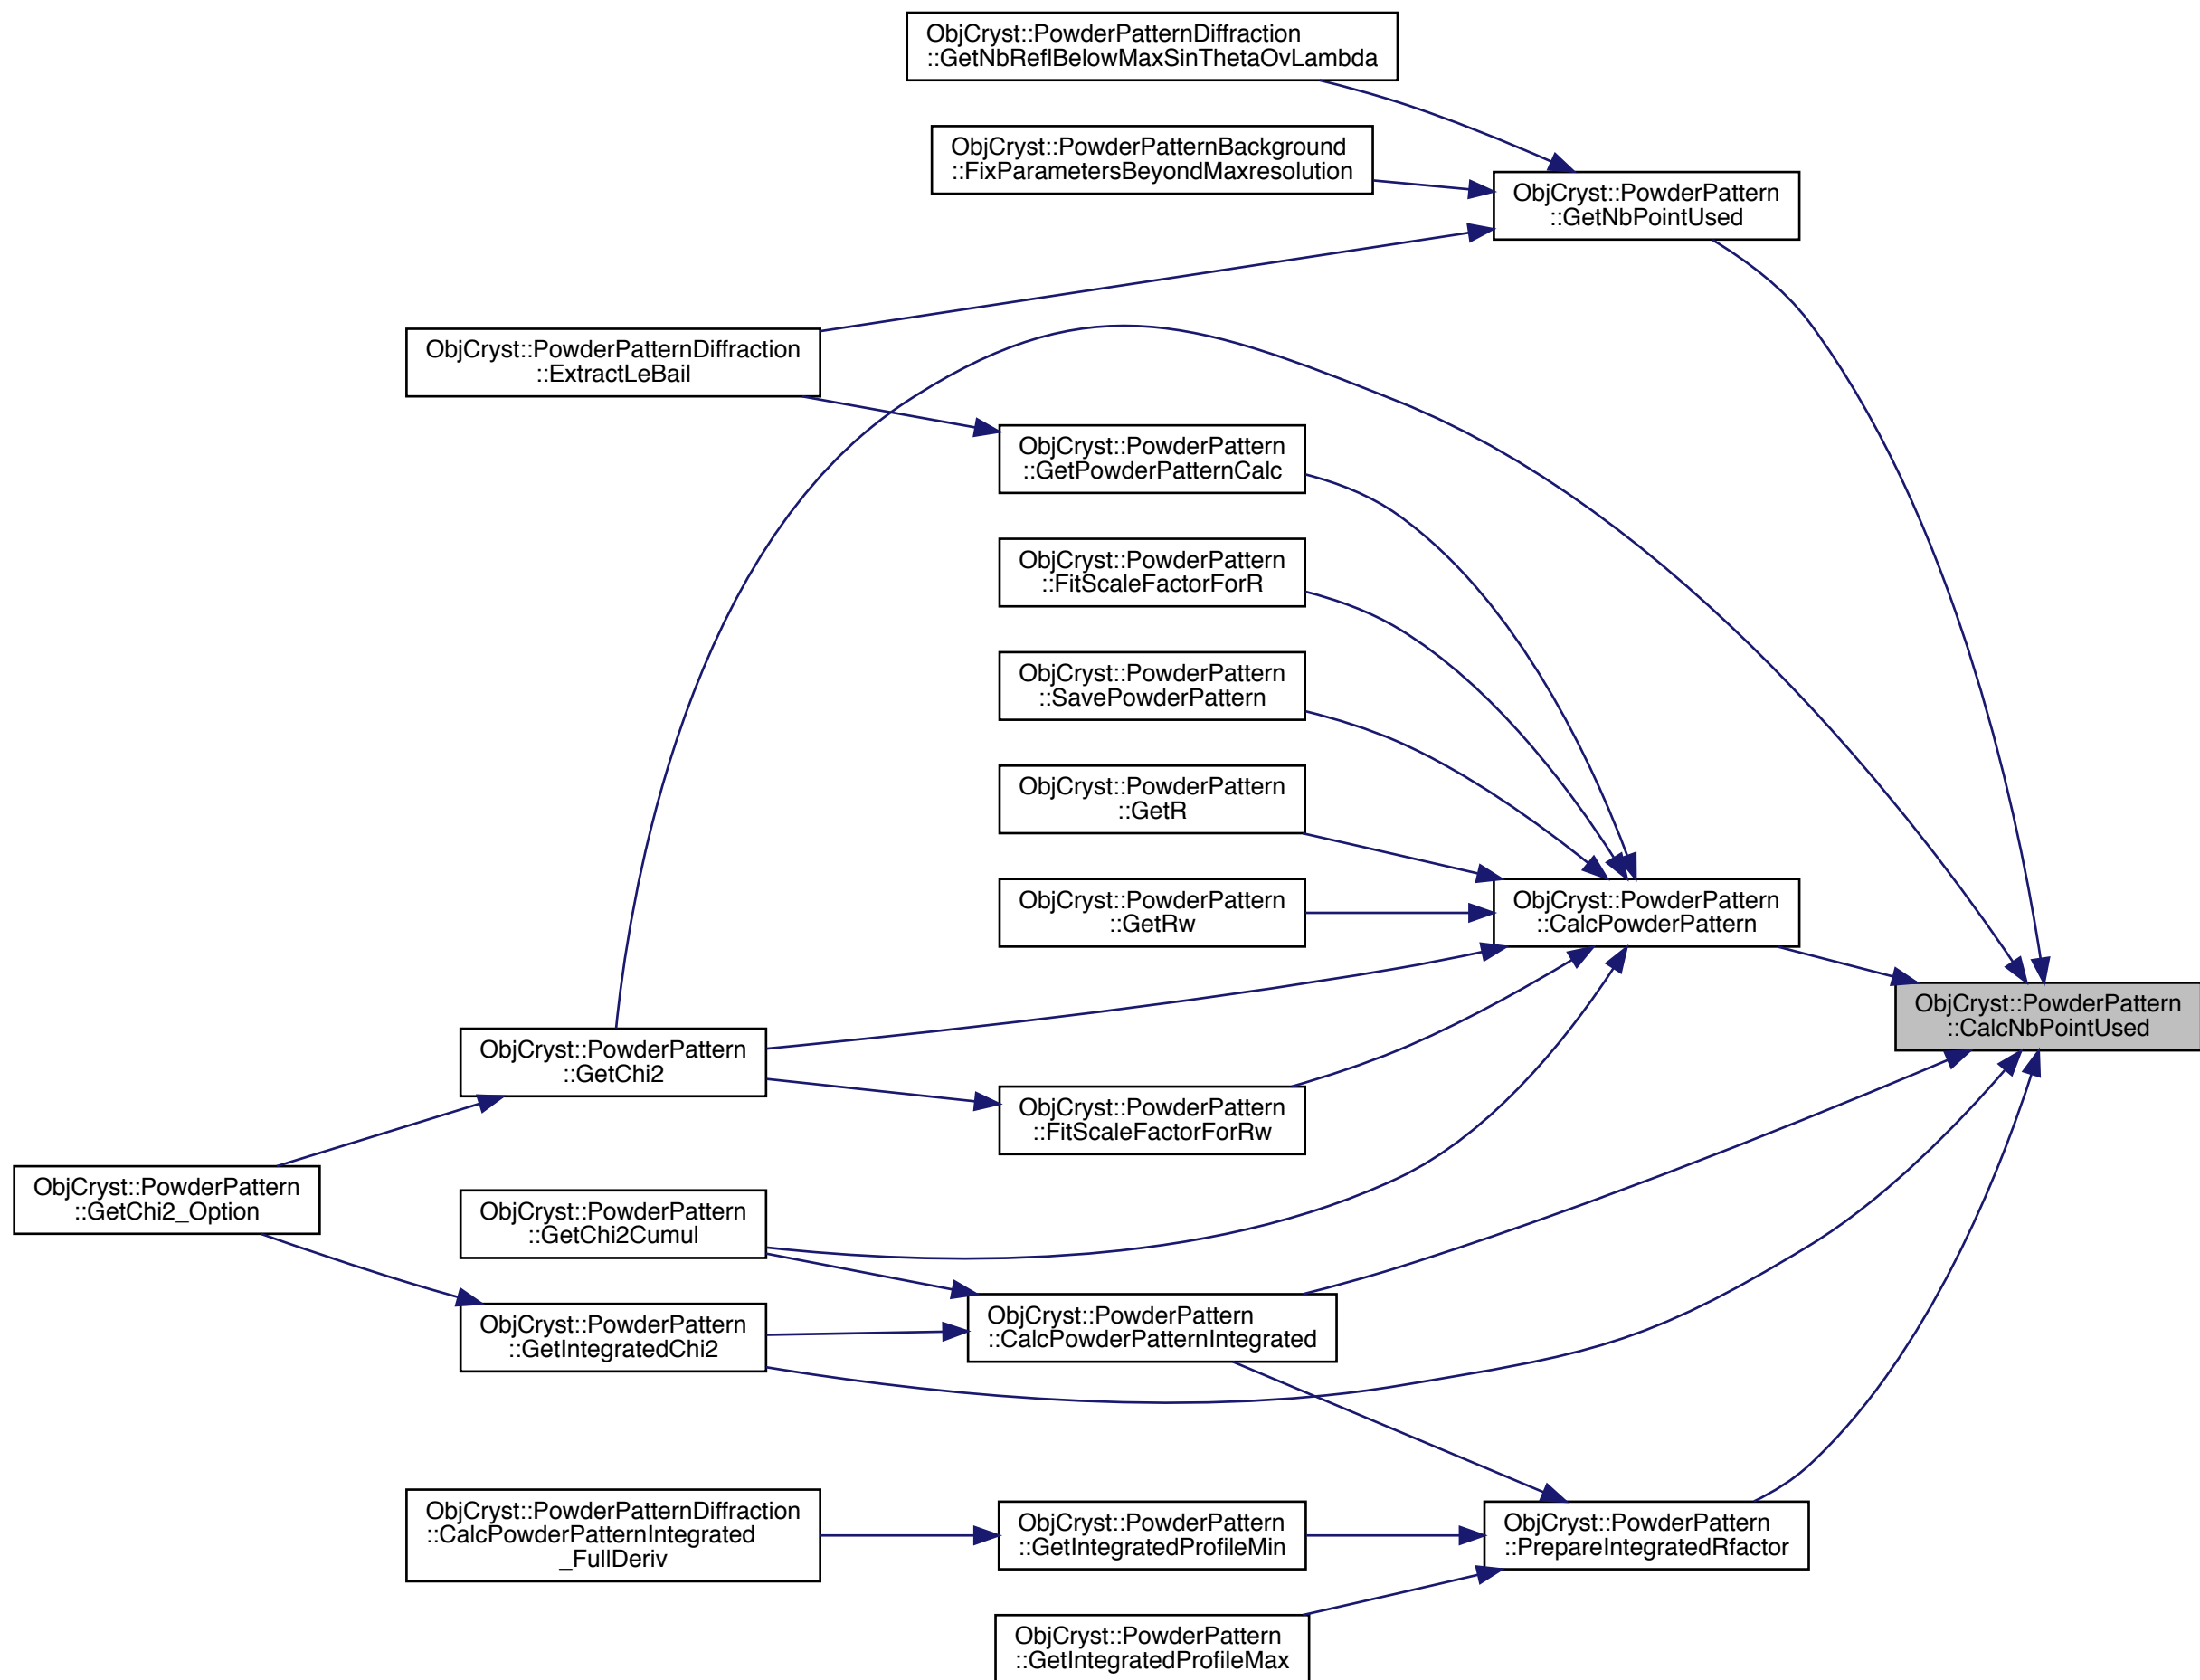 ObjCryst::PowderPatternDiffraction
::GetNbReflBelowMaxSinThetaOvLambda
ObjCryst::PowderPatternBackground
::FixParametersBeyondMaxresolution
ObjCryst::PowderPattern
::GetNbPointUsed
ObjCryst::PowderPatternDiffraction
::ExtractLeBail
ObjCryst::PowderPattern
::GetPowderPatternCalc
ObjCryst::PowderPattern
::FitScaleFactorForR
ObjCryst::PowderPattern
::SavePowderPattern
ObjCryst::PowderPattern
::GetR
ObjCryst::PowderPattern
::GetRw
ObjCryst::PowderPattern
::CalcPowderPattern
ObjCryst::PowderPattern
::CalcNbPointUsed
ObjCryst::PowderPattern
::GetChi2
ObjCryst::PowderPattern
::FitScaleFactorForRw
ObjCryst::PowderPattern
::GetChi2_Option
ObjCryst::PowderPattern
::GetChi2Cumul
ObjCryst::PowderPattern
::GetIntegratedChi2
ObjCryst::PowderPattern
::CalcPowderPatternIntegrated
ObjCryst::PowderPatternDiffraction
::CalcPowderPatternIntegrated
_FullDeriv
ObjCryst::PowderPattern
::GetIntegratedProfileMin
ObjCryst::PowderPattern
::PrepareIntegratedRfactor
ObjCryst::PowderPattern
::GetIntegratedProfileMax